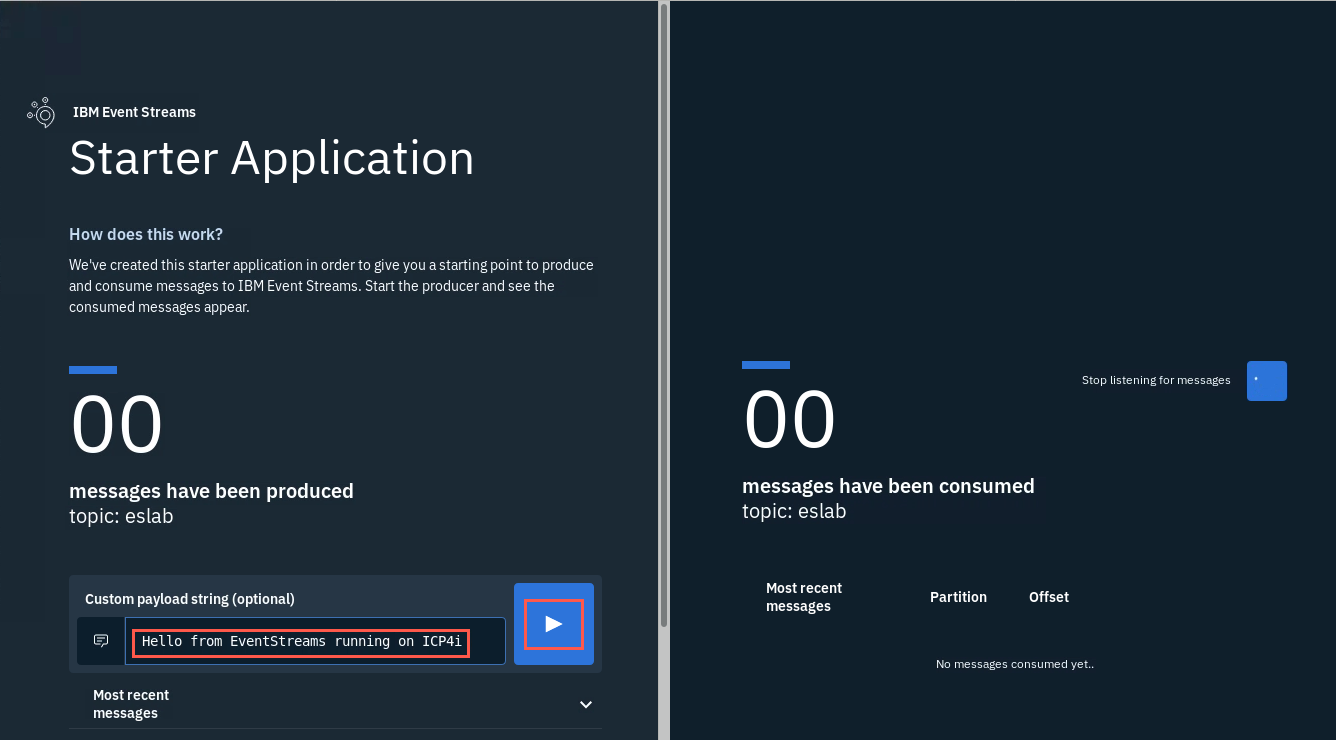 IBM Event Streams
Starter Application
How does this work?
We've created this starter application in order to give you a starting point to produce
and consume messages to IBM Event Streams. Start the producer and see the
consumed messages appear.
00
messages have been produced
topic: eslab
Custom payload string (optional)
Hello from EventStreams running on ICP4i
Most recent
messages
Stop listening for messages
00
messages have been consumed
topic: eslab
Most recent
messages
Partition
Offset
No messages consumed yet..